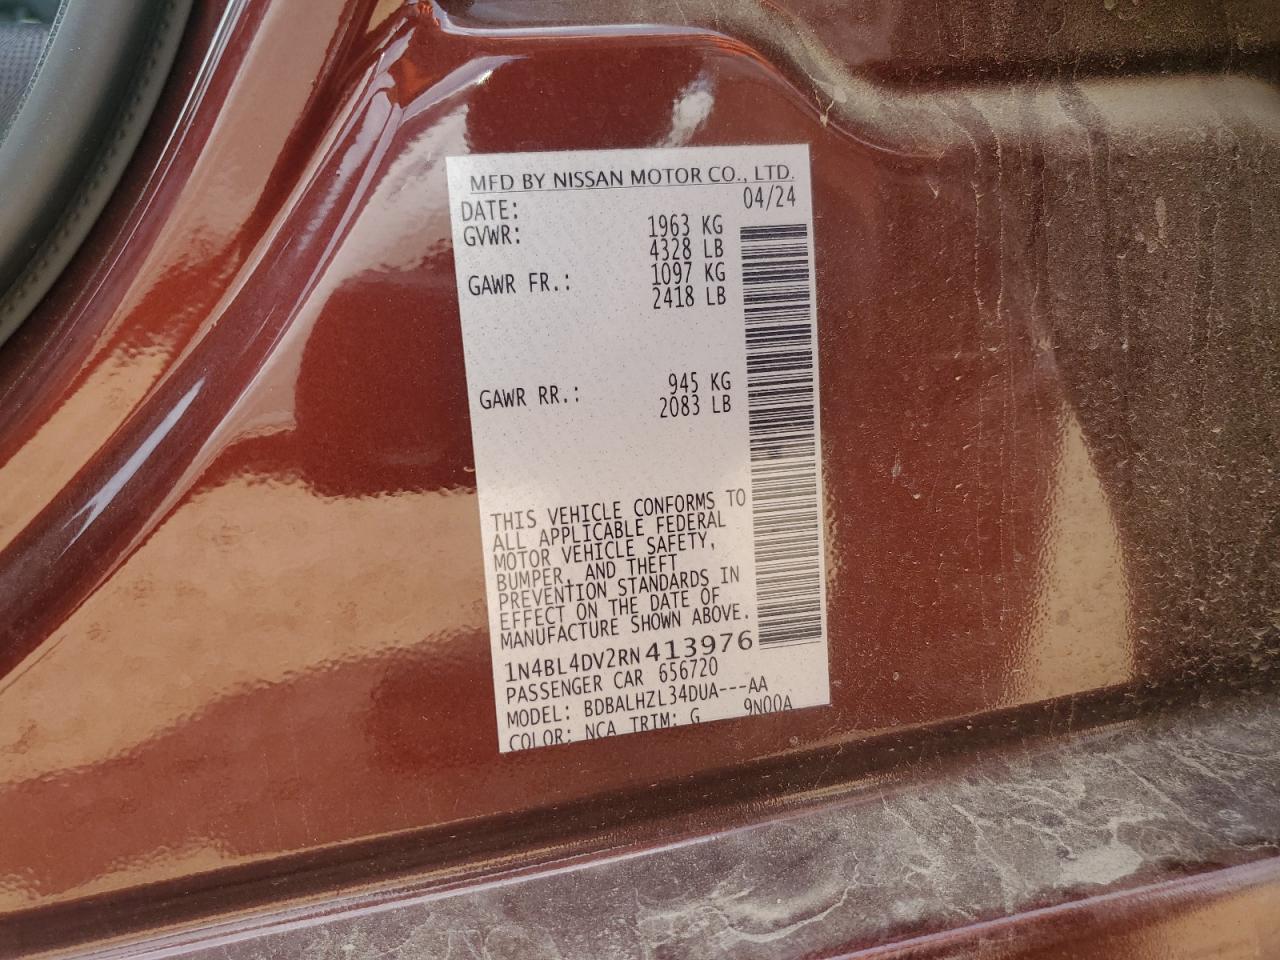 MFD BY NISSAN MOTOR CO., LTD.
DATE: 04/24
GVWR: 1963 KG
4328 LB
GAWR FR.: 1097 KG
2418 LB
GAWR RR.: 945 KG
2083 LB
THIS VEHICLE CONFORMS TO
ALL APPLICABLE FEDERAL
MOTOR VEHICLE SAFETY,
BUMPER, AND THEFT
PREVENTION STANDARDS IN
EFFECT ON THE DATE OF
MANUFACTURE SHOWN ABOVE.
1N4BL4DV2RN413976
PASSENGER CAR 656720
MODEL: BDBALHZL34DUA---AA
COLOR: NCA TRIM: G 9N00A